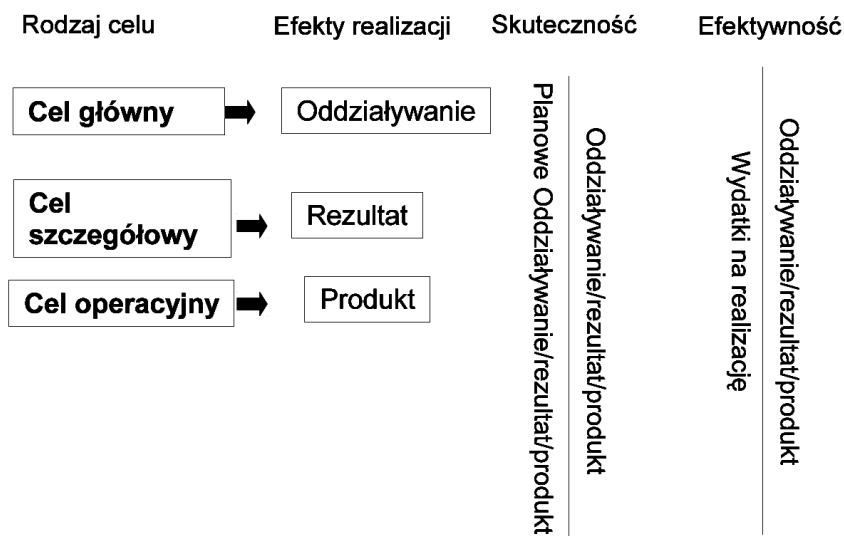 Rodzaj celu
Efekty realizacji
Skuteczność
Efektywność
Cel główny
Oddziaływanie
Cel
szczegółowy
Rezultat
Cel operacyjny
Produkt
Planowe Oddziaływanie/rezultat/produkt
Oddziaływanie/rezultat/produkt
Wydatki na realizację
Oddziaływanie/rezultat/produkt